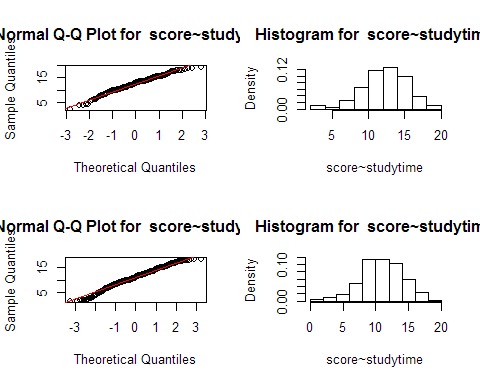 Normal Q-Q Plot for score~study
Sample Quantiles
5 15
-3 -2 -1 0 1 2 3
Theoretical Quantiles
Histogram for score~studytim
Density
0.00 0.12
5 10 15 20
score~studytime
Normal Q-Q Plot for score~study
Sample Quantiles
5 15
-3 -1 0 1 2 3
Theoretical Quantiles
Histogram for score~studytim
Density
0.00 0.10
0 5 10 15 20
score~studytime